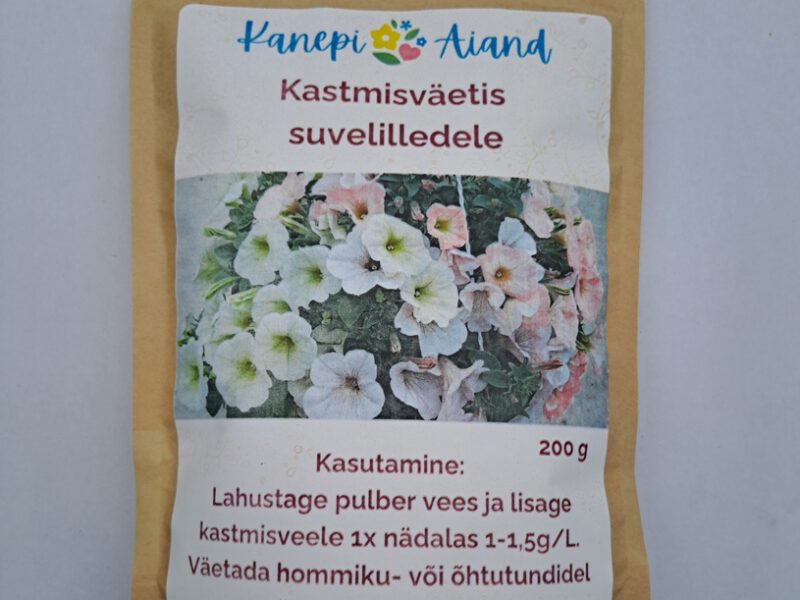 Kanepi Aiand
Kastmisväetis
suvelilledele
200 g
Kasutamine:
Lahustage pulber vees ja lisage
kastmisveele 1x nädalas 1-1,5g/L.
Väetada hommiku- või õhtutundidel